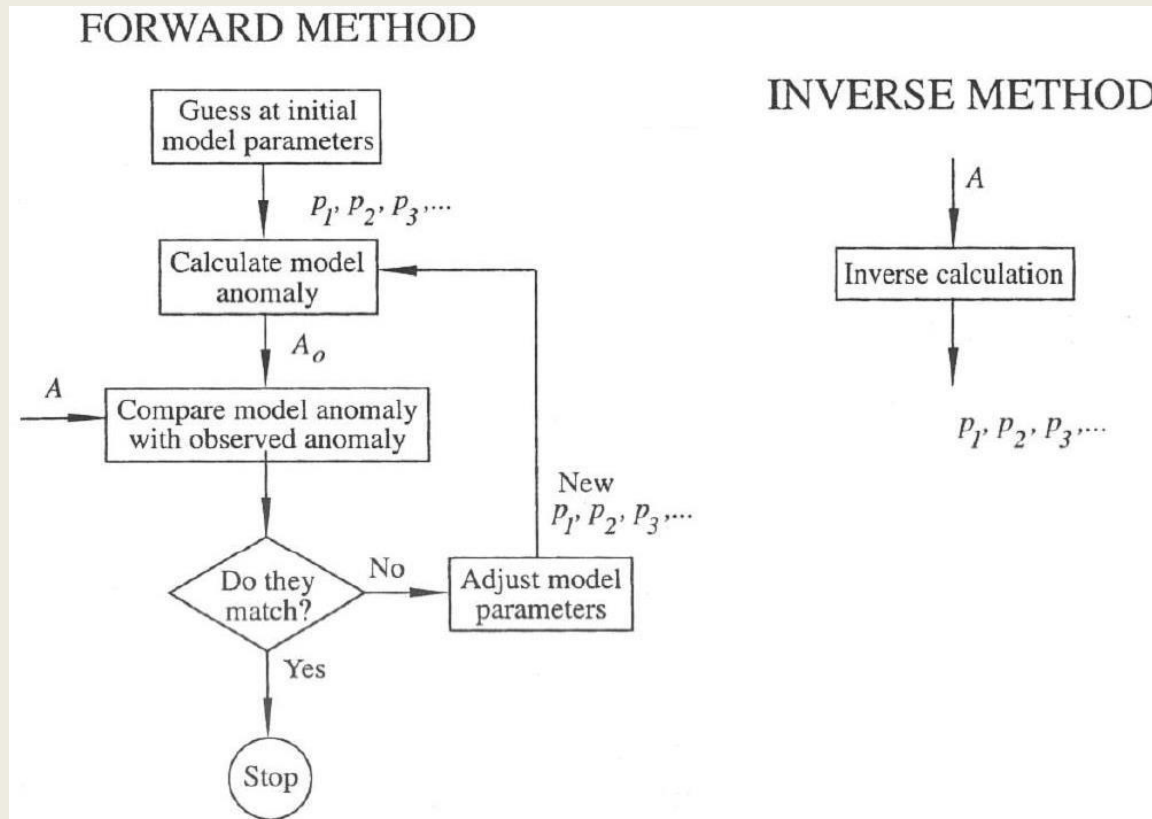 FORWARD METHOD
Guess at initial
model parameters
p1, p2, p3,...
Calculate model
anomaly
Ao
A
Compare model anomaly
with observed anomaly
Do they
match?
No
Adjust model
parameters
New
p1, p2, p3,...
Yes
Stop
INVERSE METHOD
A
Inverse calculation
p1, p2, p3,...